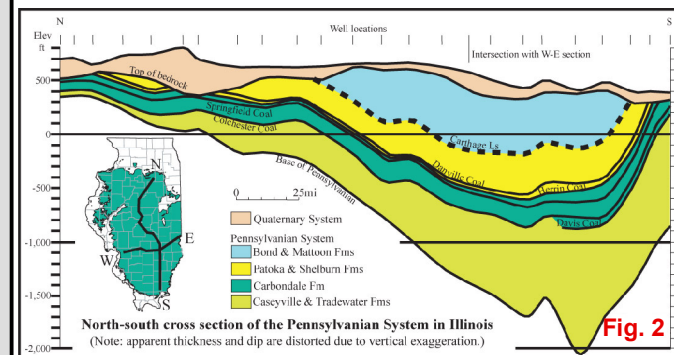 N
Well locations
S
Elev
ft
Intersection with W-E section
500
0
-500
-1,000
-1,500
-2,000
Top of bedrock
Springfield Coal
Colchester Coal
Base of Pennsylvanian
Carthage Ls
Danville Coal
Herrin Coal
Davis Coal
N
E
W
S
0 25mi
Quaternary System
Pennsylvanian System
Bond & Mattoon Fms
Patoka & Shelburn Fms
Carbondale Fm
Caseyville & Tradewater Fms
North-south cross section of the Pennsylvanian System in Illinois
(Note: apparent thickness and dip are distorted due to vertical exaggeration.)
Fig. 2